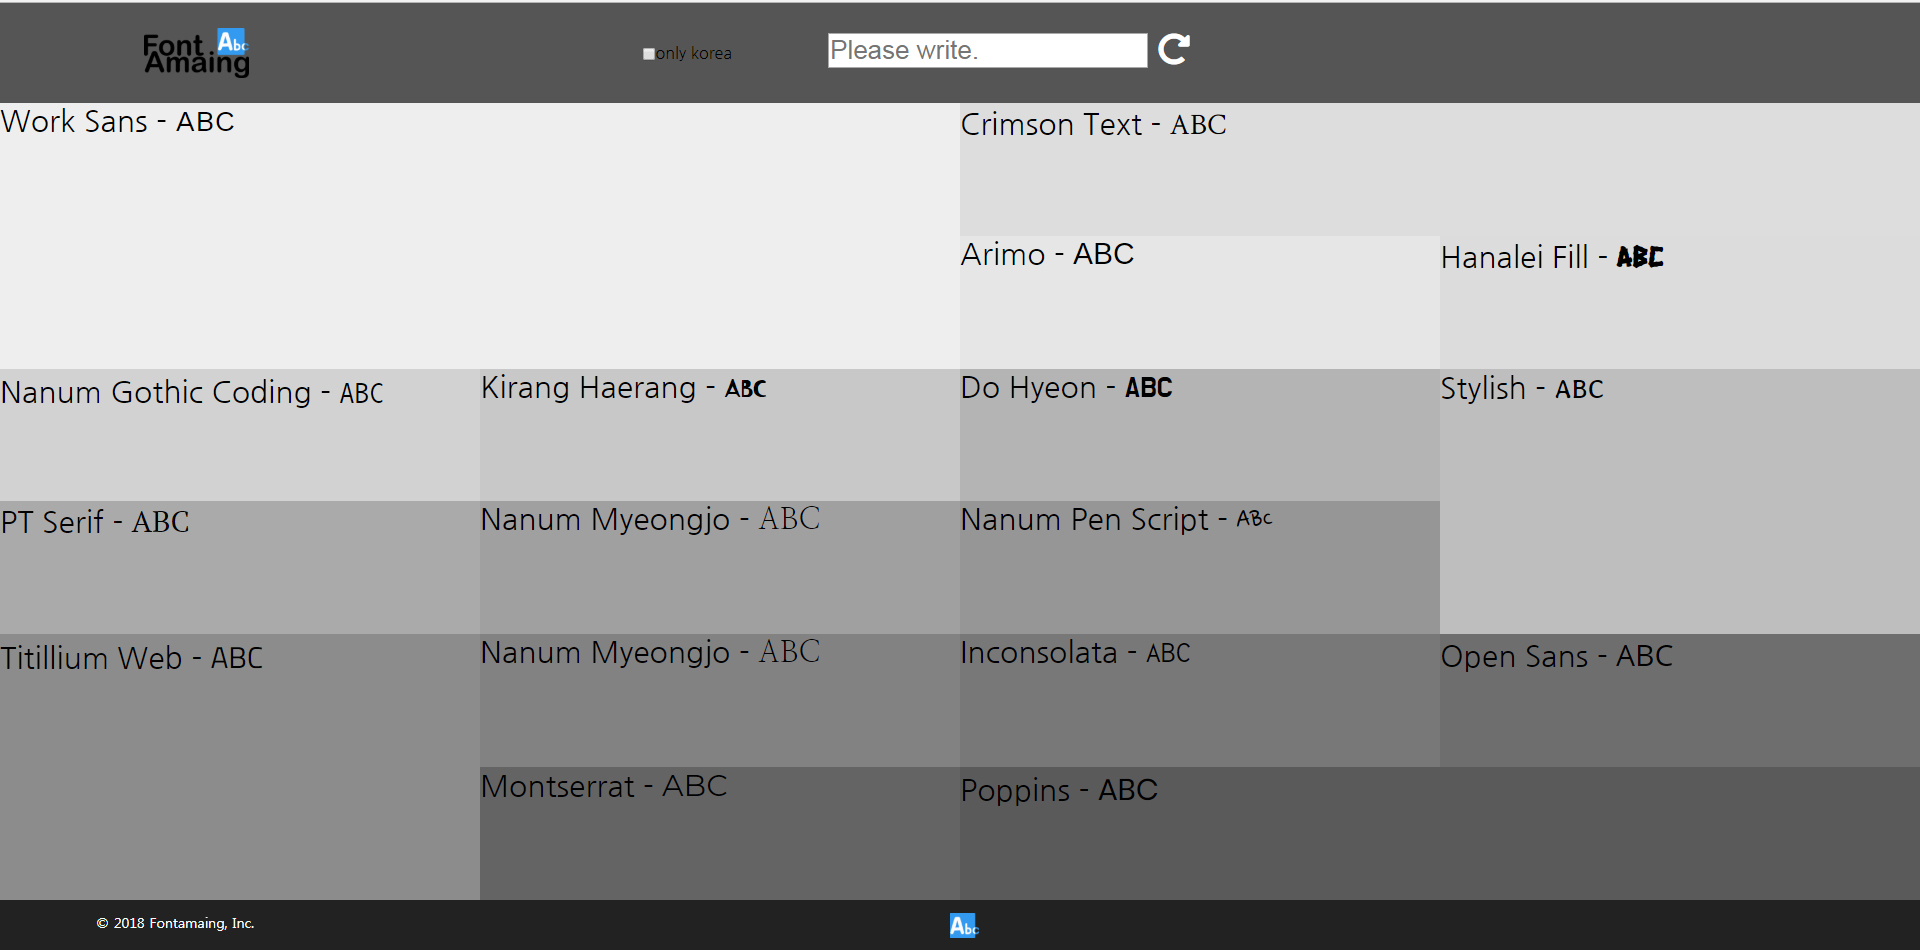 Font Abc
Amaing
only korea
Please write.
Work Sans - ABC
Crimson Text - ABC
Arimo - ABC
Hanalei Fill - ABC
Nanum Gothic Coding - ABC
Kirang Haerang - ABC
Do Hyeon - ABC
Stylish - ABC
PT Serif - ABC
Nanum Myeongjo - ABC
Nanum Pen Script - ABC
Titillium Web - ABC
Nanum Myeongjo - ABC
Inconsolata - ABC
Open Sans - ABC
Montserrat - ABC
Poppins - ABC
© 2018 Fontamaing, Inc.
Abc